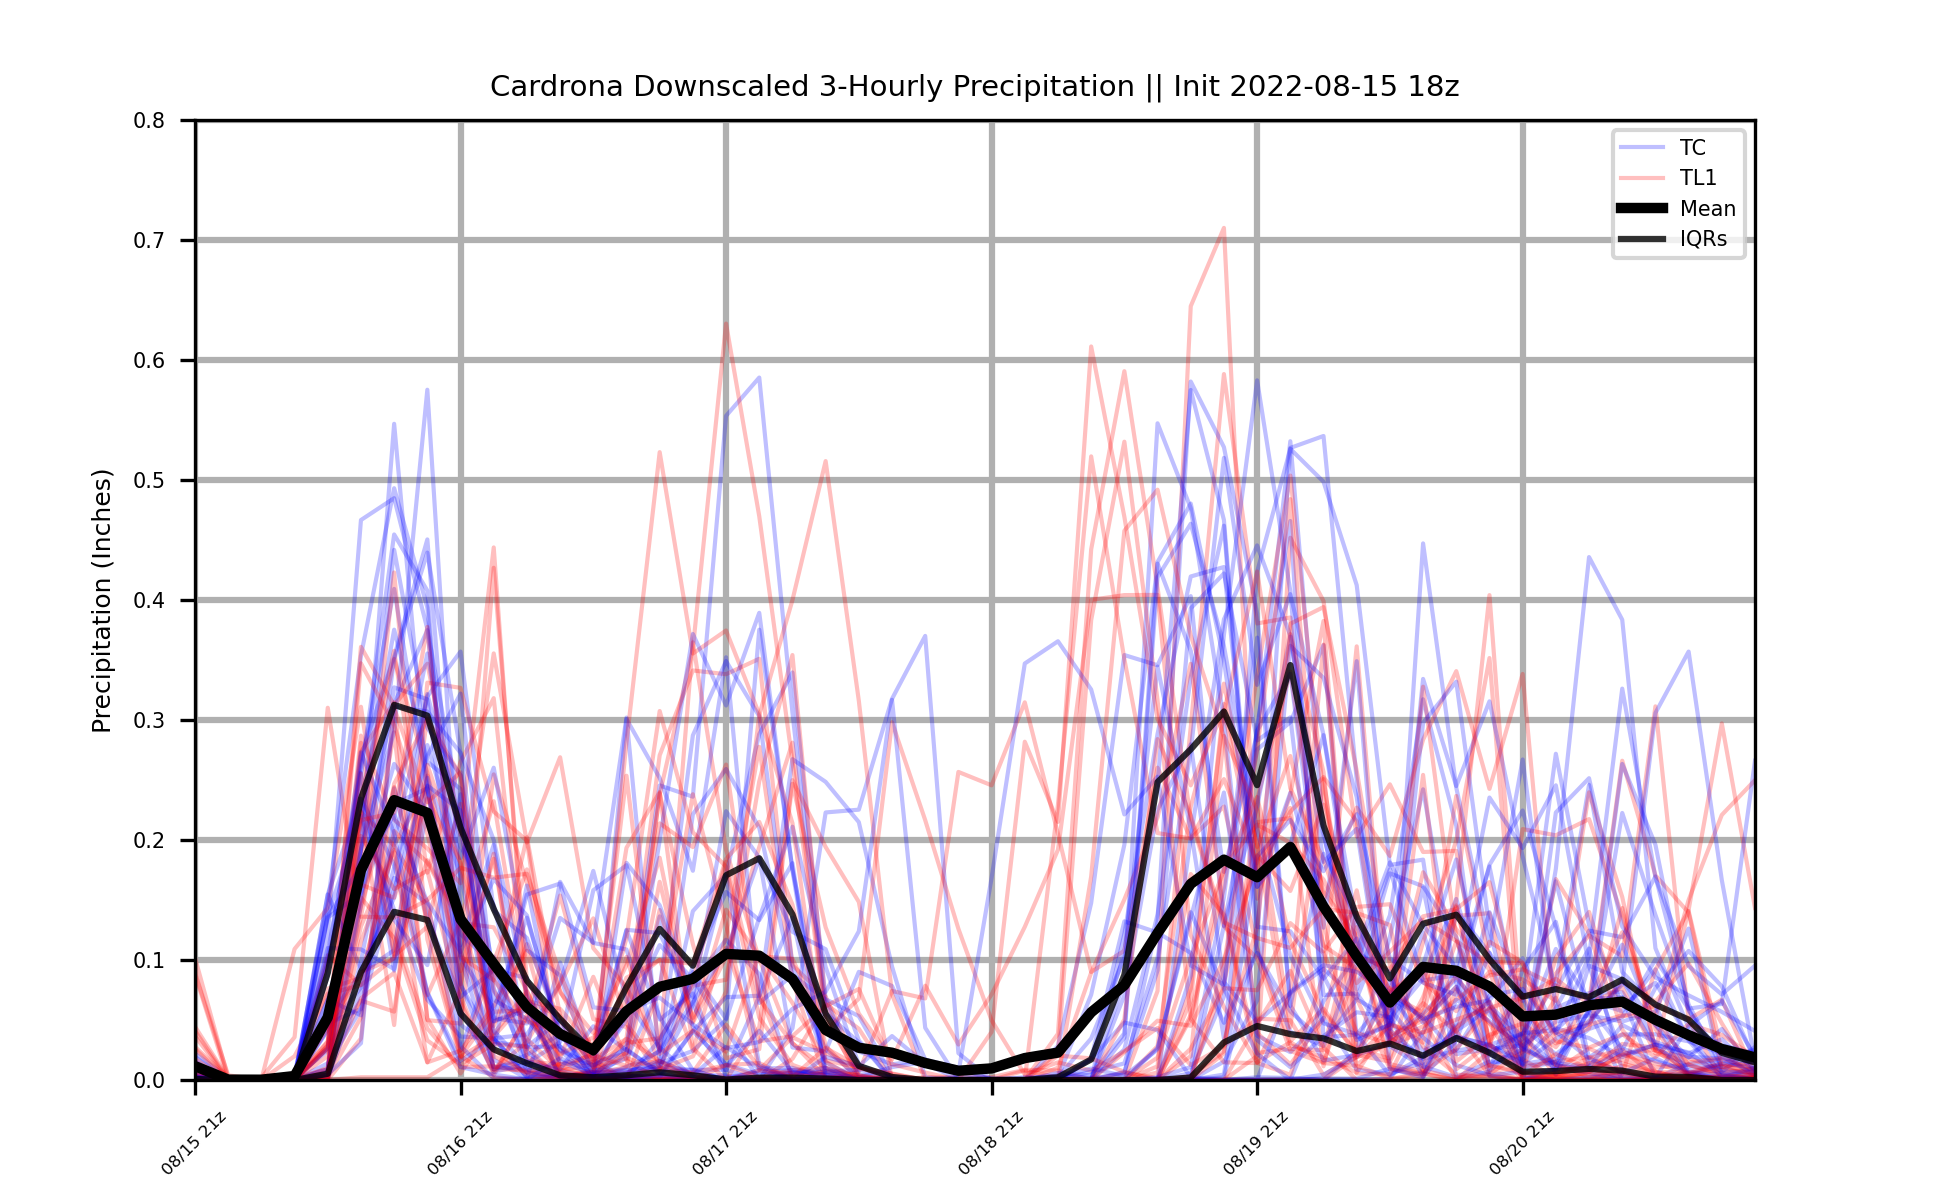 Cardrona Downscaled 3-Hourly Precipitation || Init 2022-08-15 18z
Precipitation (Inches)
0.8
0.7
0.6
0.5
0.4
0.3
0.2
0.1
0.0
TC
TL1
Mean
IQRs
08/15 21z
08/16 21z
08/17 21z
08/18 21z
08/19 21z
08/20 21z